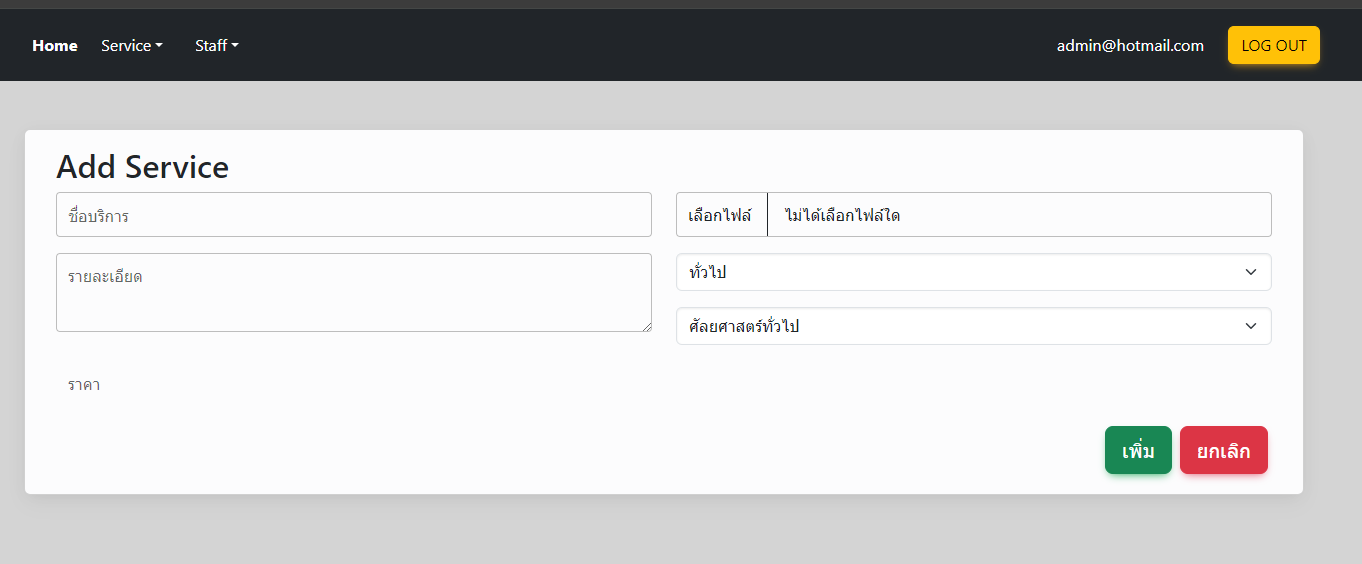 Home Service Staff admin@hotmail.com LOG OUT
Add Service
ชื่อบริการ
เลือกไฟล์ ไม่ได้เลือกไฟล์ใด
รายละเอียด
ทั่วไป
ศัลยศาสตร์ทั่วไป
ราคา
เพิ่ม ยกเลิก